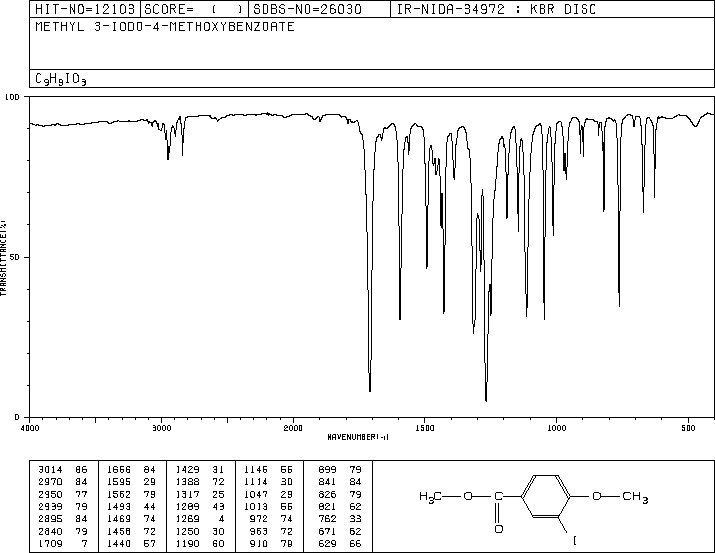 HIT-NO=12103 SCORE= ( ) SDBS-NO=26030 IR-NIDA-34972 : KBR DISC
METHYL 3-IODO-4-METHOXYBENZOATE
C9H9IO3
100
TRANSMITTANCE(%)
50
0
4000 3000 2000 1500 1000 500
WAVENUMBER(-1)
3014 86 1656 84 1429 31 1146 55 899 79
2970 84 1595 29 1388 72 1114 30 841 84
2950 77 1562 79 1317 25 1047 29 826 79
2939 79 1493 44 1289 43 1013 55 821 62
2895 84 1469 74 1269 4 972 74 762 33
2840 79 1458 72 1250 30 963 72 671 62
1709 7 1440 57 1190 60 910 79 629 66
H3C O C O CH3
O
I